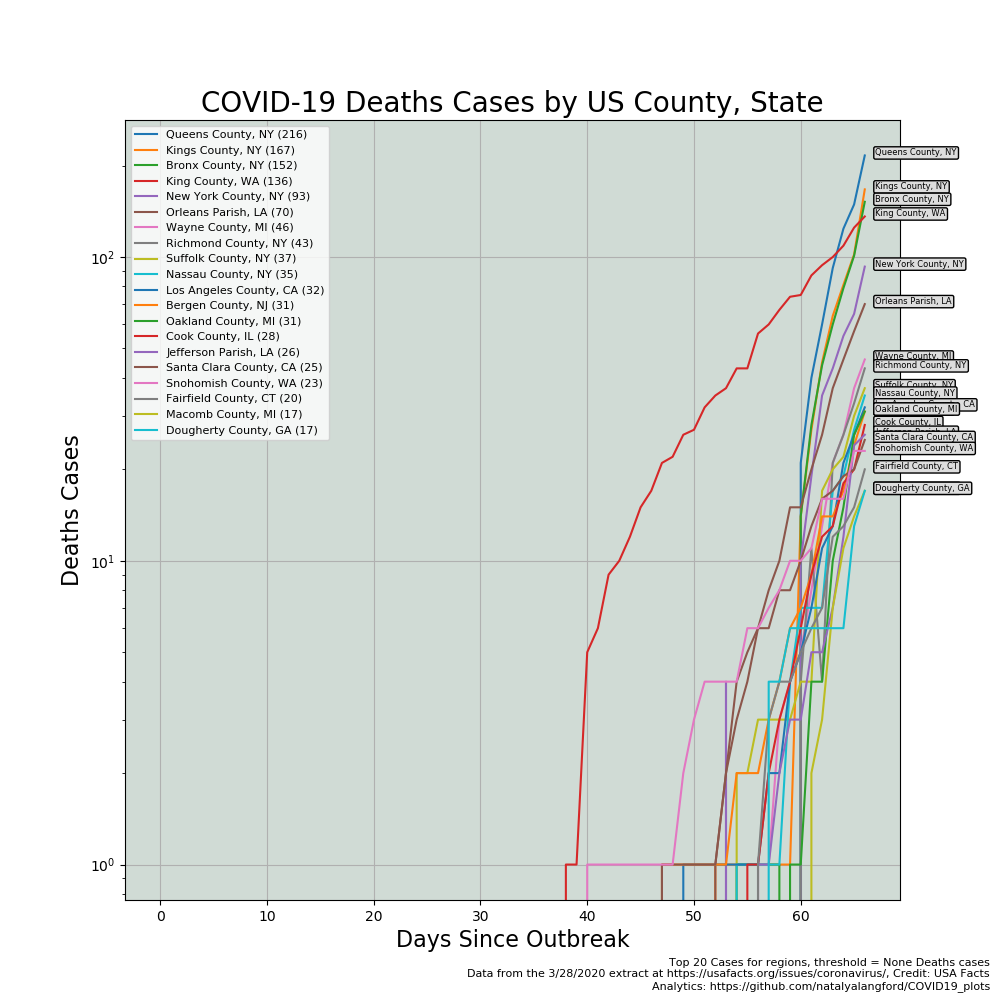 COVID-19 Deaths Cases by US County, State
Queens County, NY (216)
Kings County, NY (167)
Bronx County, NY (152)
King County, WA (136)
New York County, NY (93)
Orleans Parish, LA (70)
Wayne County, MI (46)
Richmond County, NY (43)
Suffolk County, NY (37)
Nassau County, NY (35)
Los Angeles County, CA (32)
Bergen County, NJ (31)
Oakland County, MI (31)
Cook County, IL (28)
Jefferson Parish, LA (26)
Santa Clara County, CA (25)
Snohomish County, WA (23)
Fairfield County, CT (20)
Macomb County, MI (17)
Dougherty County, GA (17)
Queens County, NY
Kings County, NY
Bronx County, NY
King County, WA
New York County, NY
Orleans Parish, LA
Wayne County, MI
Richmond County, NY
Suffolk County, NY
Nassau County, NY
CA
Oakland County, MI
Cook County, IL
Santa Clara County, CA
Snohomish County, WA
Fairfield County, CT
Dougherty County, GA
10²
10¹
10⁰
Deaths Cases
0 10 20 30 40 50 60
Days Since Outbreak
Top 20 Cases for regions, threshold = None Deaths cases
Data from the 3/28/2020 extract at https://usafacts.org/issues/coronavirus/, Credit: USA Facts
Analytics: https://github.com/natalyalangford/COVID19_plots